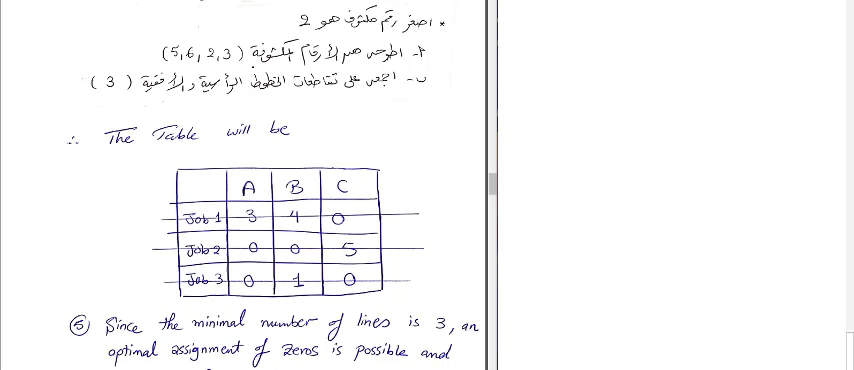 * اصغر رقم مكشوف هو 2
أ- اطرحه من الأرقام المكشوفة (5,6,2,3)
ب- اجمعه على تقاطعات الخطوط الرأسية والأفقية (3)
∴ The Table will be
A B C
Job 1 3 4 0
Job 2 0 0 5
Job 3 0 1 0
⑤ Since the minimal number of lines is 3, an
optimal assignment of zeros is possible and